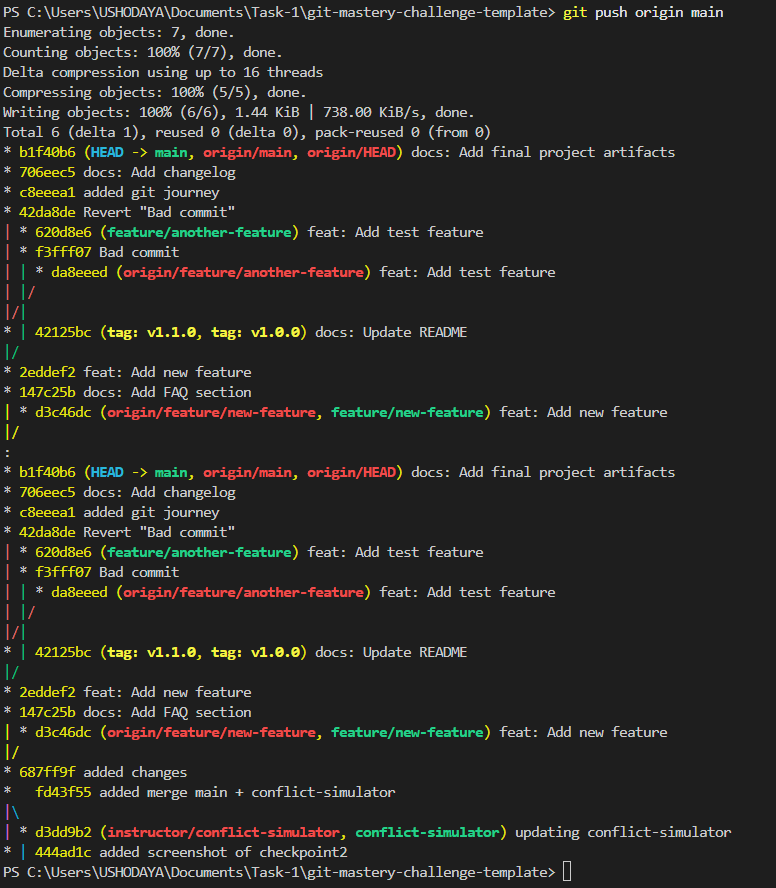 PS C:\Users\USHODAYA\Documents\Task-1\git-mastery-challenge-template> git push origin main
Enumerating objects: 7, done.
Counting objects: 100% (7/7), done.
Delta compression using up to 16 threads
Compressing objects: 100% (5/5), done.
Writing objects: 100% (6/6), 1.44 KiB | 738.00 KiB/s, done.
Total 6 (delta 1), reused 0 (delta 0), pack-reused 0 (from 0)
* b1f40b6 (HEAD -> main, origin/main, origin/HEAD) docs: Add final project artifacts
* 706eec5 docs: Add changelog
* c8eeea1 added git journey
* 42da8de Revert "Bad commit"
| * 620d8e6 (feature/another-feature) feat: Add test feature
| * f3fff07 Bad commit
| | * da8eeed (origin/feature/another-feature) feat: Add test feature
| |/
|/|
* | 42125bc (tag: v1.1.0, tag: v1.0.0) docs: Update README
|/
* 2eddef2 feat: Add new feature
* 147c25b docs: Add FAQ section
| * d3c46dc (origin/feature/new-feature, feature/new-feature) feat: Add new feature
|/
:
* b1f40b6 (HEAD -> main, origin/main, origin/HEAD) docs: Add final project artifacts
* 706eec5 docs: Add changelog
* c8eeea1 added git journey
* 42da8de Revert "Bad commit"
| * 620d8e6 (feature/another-feature) feat: Add test feature
| * f3fff07 Bad commit
| | * da8eeed (origin/feature/another-feature) feat: Add test feature
| |/
|/|
* | 42125bc (tag: v1.1.0, tag: v1.0.0) docs: Update README
|/
* 2eddef2 feat: Add new feature
* 147c25b docs: Add FAQ section
| * d3c46dc (origin/feature/new-feature, feature/new-feature) feat: Add new feature
|/
* 687ff9f added changes
*   fd43f55 added merge main + conflict-simulator
|\
| * d3dd9b2 (instructor/conflict-simulator, conflict-simulator) updating conflict-simulator
* | 444ad1c added screenshot of checkpoint2
PS C:\Users\USHODAYA\Documents\Task-1\git-mastery-challenge-template>